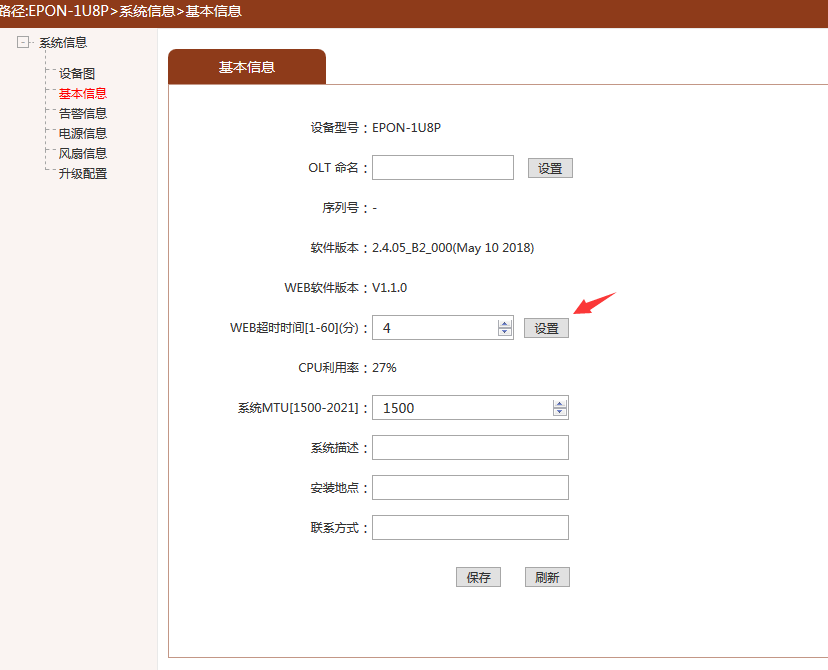 路径:EPON-1U8P>系统信息>基本信息
系统信息
设备图
基本信息
告警信息
电源信息
风扇信息
升级配置
基本信息
设备型号：EPON-1U8P
OLT 命名： 设置
序列号：-
软件版本：2.4.05_B2_000(May 10 2018)
WEB软件版本：V1.1.0
WEB超时时间[1-60](分)： 4 设置
CPU利用率：27%
系统MTU[1500-2021]： 1500
系统描述：
安装地点：
联系方式：
保存 刷新